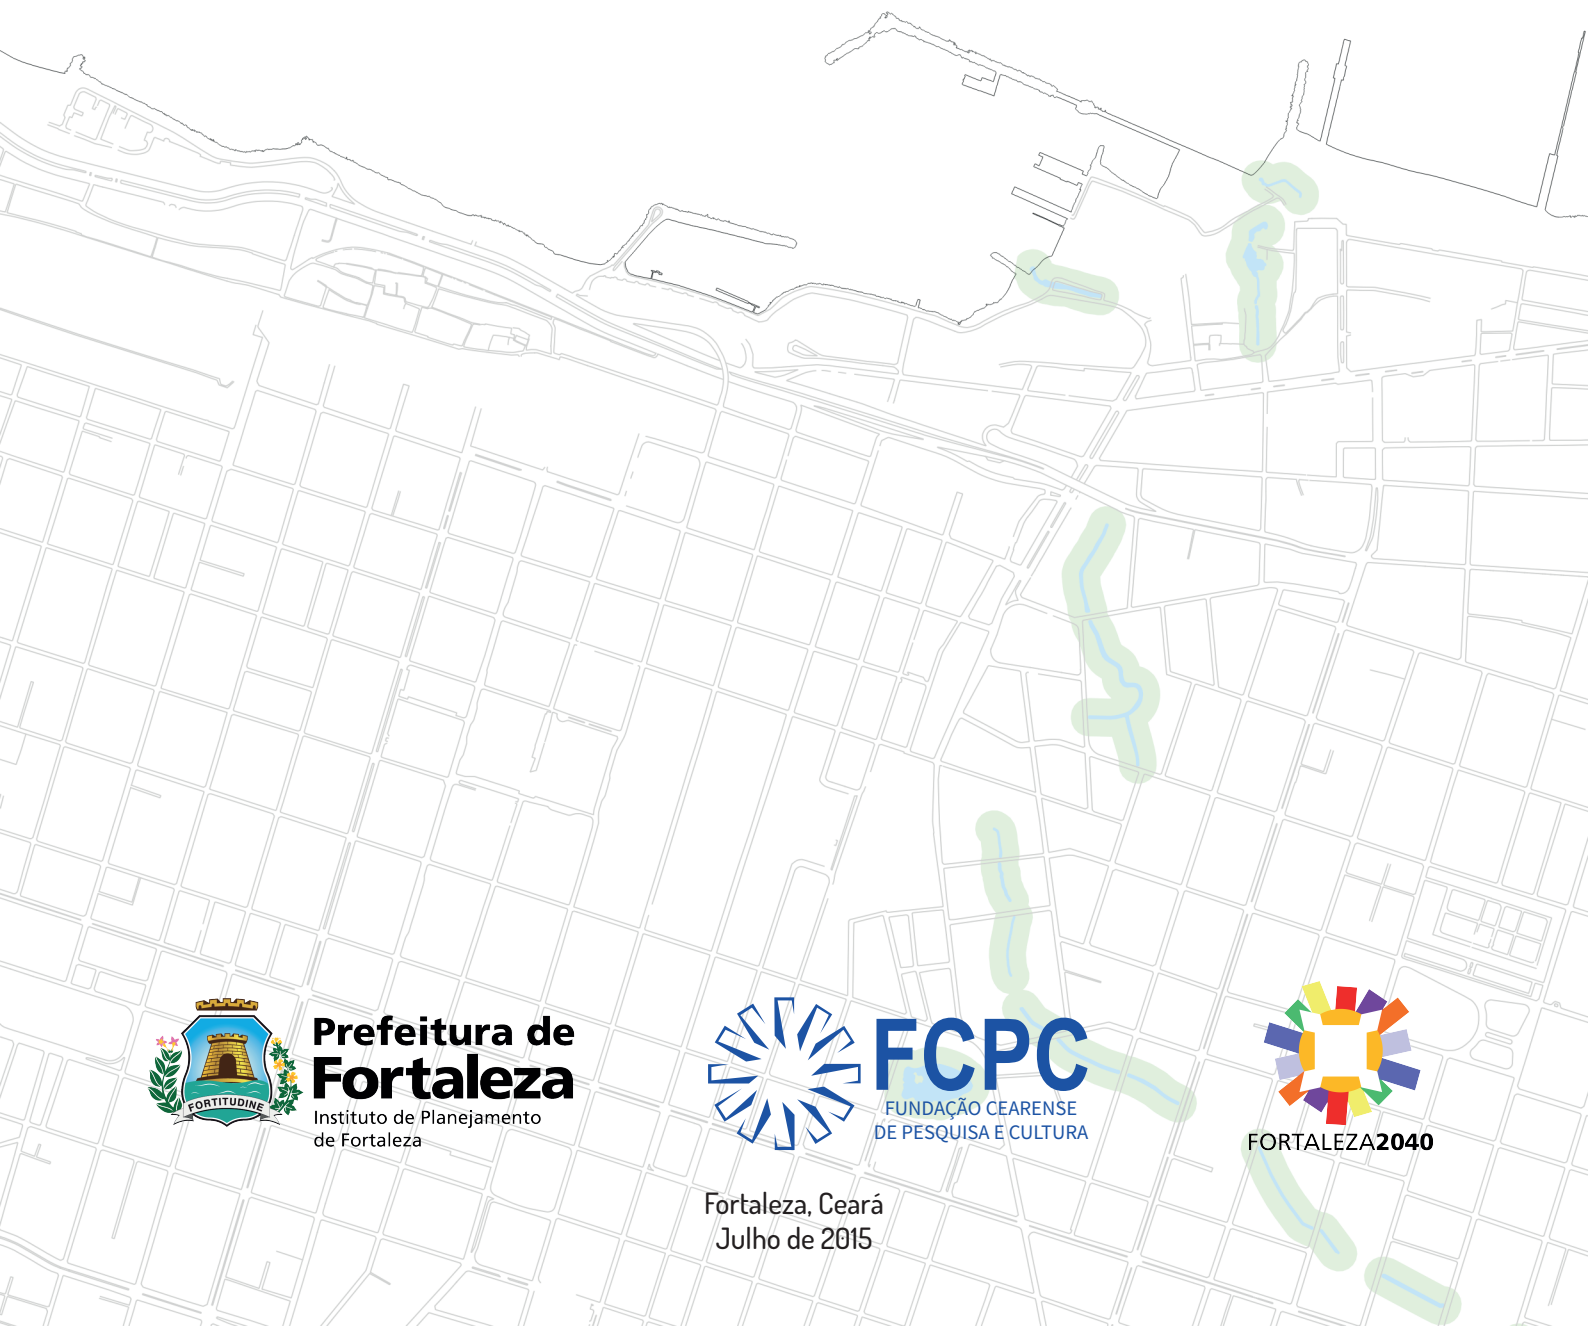 Prefeitura de
Fortaleza
Instituto de Planejamento
de Fortaleza
FORTITUDINE
FCPC
FUNDAÇÃO CEARENSE
DE PESQUISA E CULTURA
FORTALEZA2040
Fortaleza, Ceará
Julho de 2015